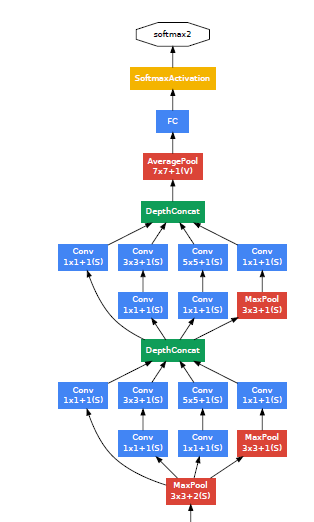 softmax2
SoftmaxActivation
FC
AveragePool
7x7+1(V)
DepthConcat
Conv Conv Conv Conv
1x1+1(S) 3x3+1(S) 5x5+1(S) 1x1+1(S)
Conv Conv MaxPool
1x1+1(S) 1x1+1(S) 3x3+1(S)
DepthConcat
Conv Conv Conv Conv
1x1+1(S) 3x3+1(S) 5x5+1(S) 1x1+1(S)
Conv Conv MaxPool
1x1+1(S) 1x1+1(S) 3x3+1(S)
MaxPool
3x3+2(S)